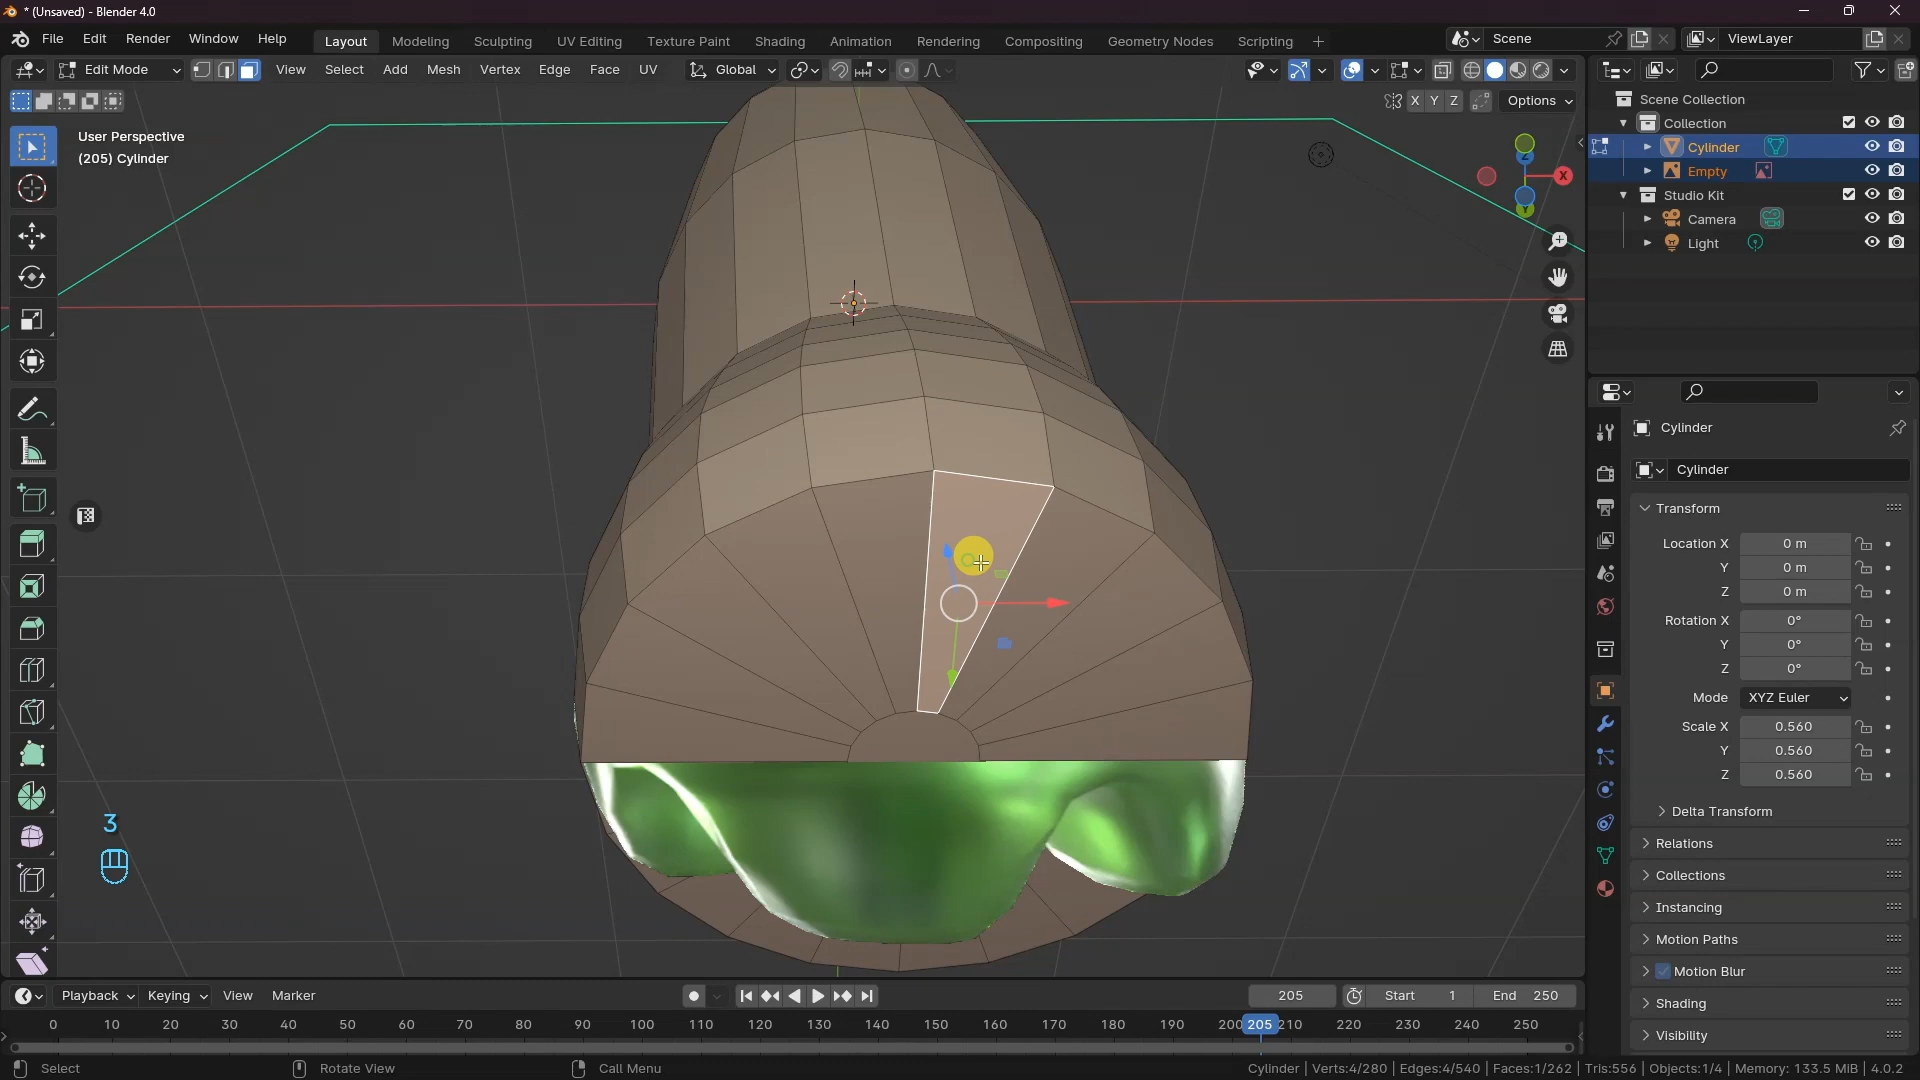 * (Unsaved) - Blender 4.0
File Edit Render Window Help
Layout Modeling Sculpting UV Editing Texture Paint Shading Animation Rendering Compositing Geometry Nodes Scripting +
Scene
ViewLayer
Edit Mode
View Select Add Mesh Vertex Edge Face UV
Global
X Y Z
Options
User Perspective
(205) Cylinder
Z
X
Y
3
Scene Collection
Collection
Cylinder
Empty
Studio Kit
Camera
Light
Cylinder
Cylinder
Transform
Location X 0 m
Y 0 m
Z 0 m
Rotation X 0°
Y 0°
Z 0°
Mode XYZ Euler
Scale X 0.560
Y 0.560
Z 0.560
Delta Transform
Relations
Collections
Instancing
Motion Paths
Motion Blur
Shading
Visibility
Playback Keying View Marker
205
Start 1
End 250
0 10 20 30 40 50 60 70 80 90 100 110 120 130 140 150 160 170 180 190 200 205 210 220 230 240 250
Select
Rotate View
Call Menu
Cylinder | Verts:4/280 | Edges:4/540 | Faces:1/262 | Tris:556 | Objects:1/4 | Memory: 133.5 MiB | 4.0.2